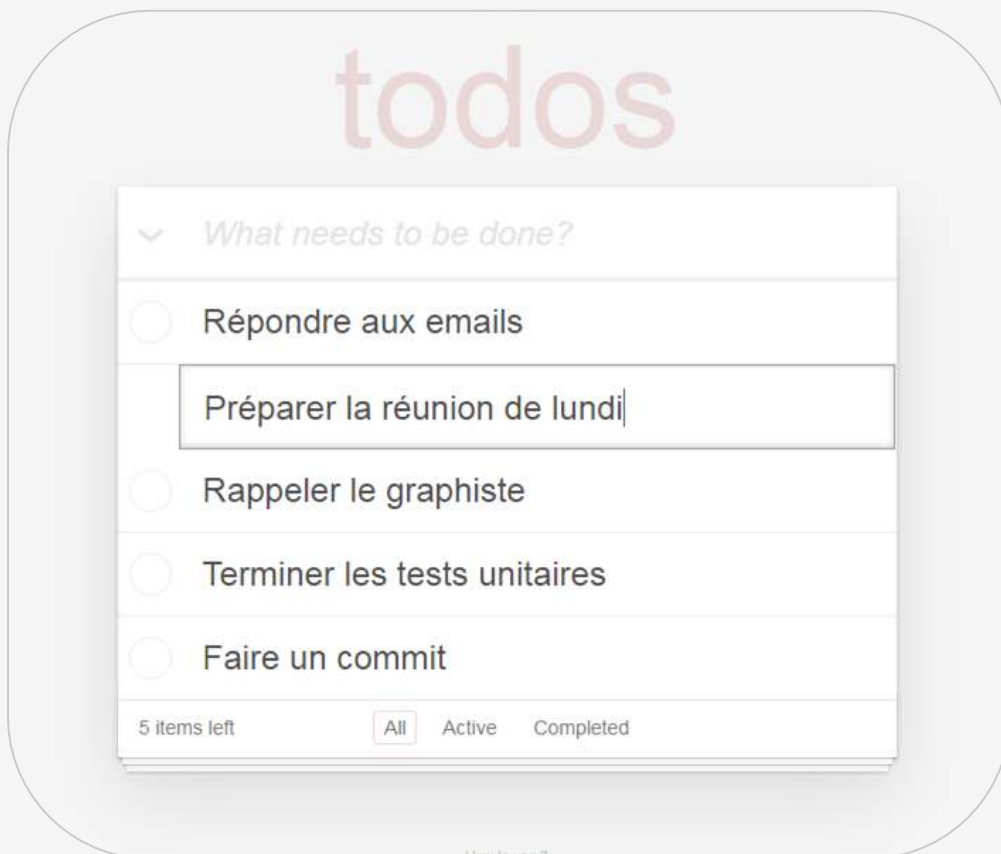 todos
What needs to be done?
Répondre aux emails
Préparer la réunion de lundi
Rappeler le graphiste
Terminer les tests unitaires
Faire un commit
5 items left All Active Completed